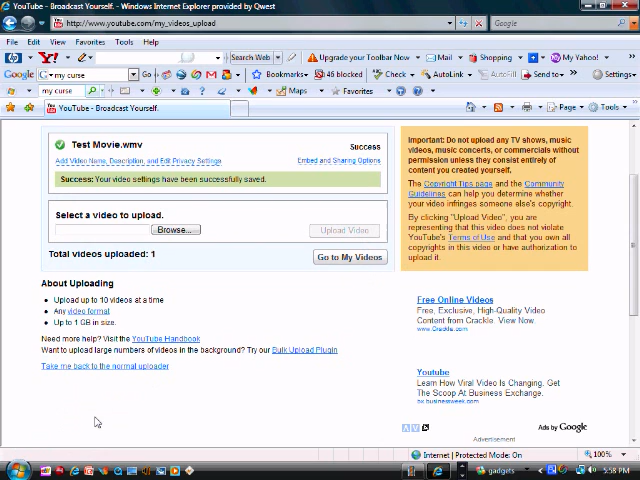 YouTube - Broadcast Yourself. - Windows Internet Explorer provided by Qwest
http://www.youtube.com/my_videos_upload
Google
File Edit View Favorites Tools Help
Y! Search Web Upgrade your Toolbar Now Mail Shopping My Yahoo!
Google my curse Go Bookmarks 46 blocked Check AutoLink AutoFill Send to Settings
my curse Maps Favorites
YouTube - Broadcast Yourself. Page Tools
Test Movie.wmv Success
Add Video Name, Description, and Edit Privacy Settings Embed and Sharing Options
Success: Your video settings have been successfully saved.
Select a video to upload.
Browse... Upload Video
Total videos uploaded: 1 Go to My Videos
Important: Do not upload any TV shows, music
videos, music concerts, or commercials without
permission unless they consist entirely of
content you created yourself.
The Copyright Tips page and the Community
Guidelines can help you determine whether
your video infringes someone else's copyright.
By clicking "Upload Video", you are
representing that this video does not violate
YouTube's Terms of Use and that you own all
copyrights in this video or have authorization to
upload it.
About Uploading
• Upload up to 10 videos at a time
• Any video format
• Up to 1 GB in size.
Need more help? Visit the YouTube Handbook
Want to upload large numbers of videos in the background? Try our Bulk Upload Plugin
Take me back to the normal uploader
Free Online Videos
Free, Exclusive, High-Quality Video
Content from Crackle. View Now.
www.Crackle.com
Youtube
Learn How Viral Video Is Changing. Get
The Scoop At Business Exchange.
bx.businessweek.com
Ads by Google
Advertisement
Internet | Protected Mode: On 100%
gadgets 5:58 PM